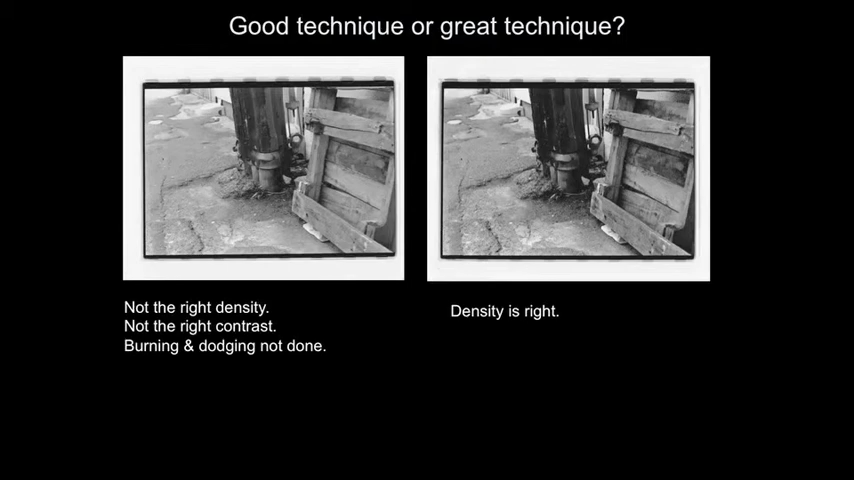 Good technique or great technique?
Not the right density.
Not the right contrast.
Burning & dodging not done.
Density is right.